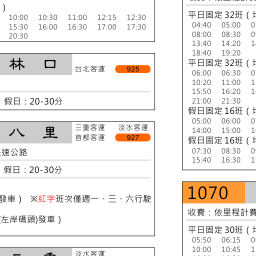 )
10:00 10:30 11:00 12:15 12:30
15:30 16:00 16:30 17:00 17:30
20:30
林 口 台北客運 925
假日：20-30分
八 里 三重客運 淡水客運
首都客運 927
速公路
假日：20-30分
發車） ※紅字班次僅週一、三、六行駛
(左岸碼頭)發車）
淡水客運
平日固定 32班（
04:40 05:00 0
08:00 08:30 0
13:40 14:20 1
18:40 19:20
平日固定 32班（
06:00 06:30 0
10:20 11:00 1
15:50 16:20 1
21:00 21:30
假日固定 16班（
05:00 06:00 0
14:00 15:00 1
假日固定 16班（
07:30 08:30 0
15:40 16:30 1
1070
收費：依里程計費
平日固定 30班（
05:50 06:15 0
10:00 10:45 1